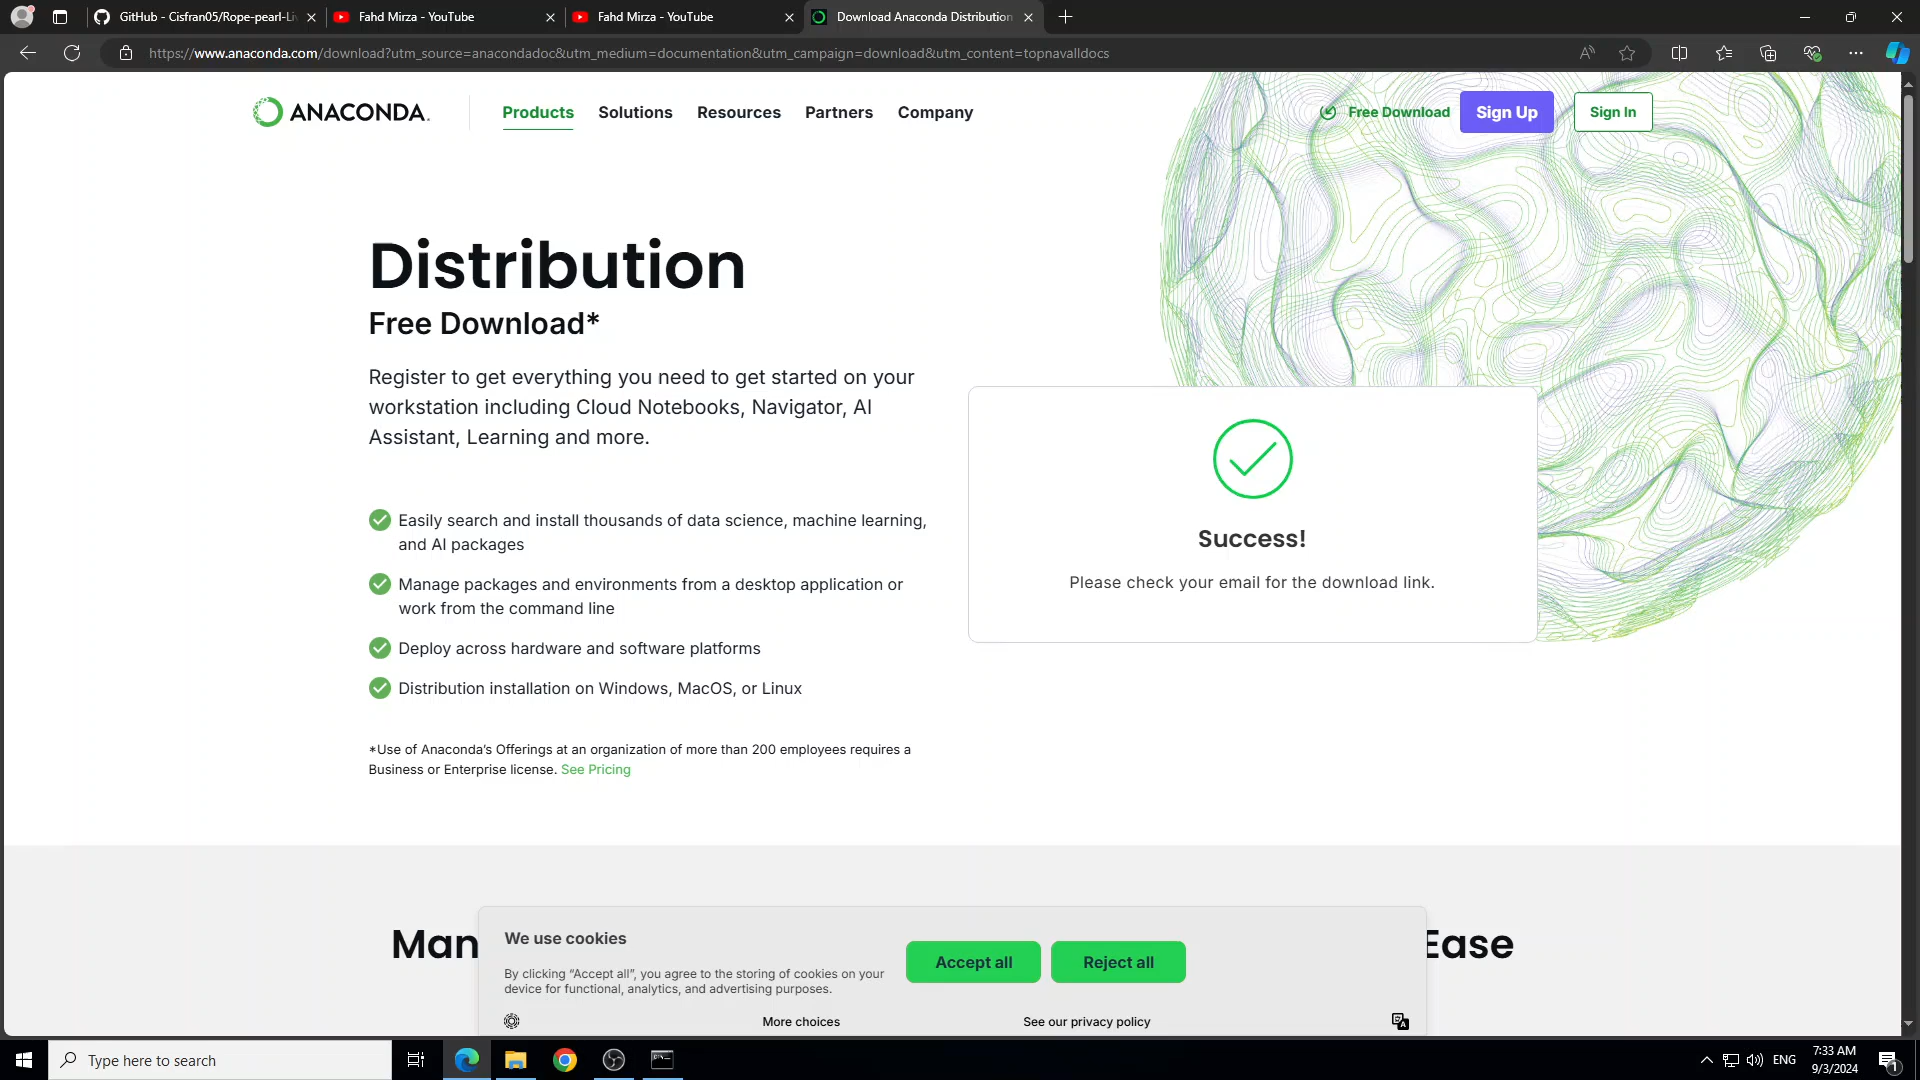 GitHub - Cisfran05/Rope-pearl-Li
Fahd Mirza - YouTube
Fahd Mirza - YouTube
Download Anaconda Distribution
https://www.anaconda.com/download?utm_source=anacondadoc&utm_medium=documentation&utm_campaign=download&utm_content=topnavalldocs
ANACONDA.
Products
Solutions
Resources
Partners
Company
Free Download
Sign Up
Sign In
Distribution
Free Download*
Register to get everything you need to get started on your
workstation including Cloud Notebooks, Navigator, AI
Assistant, Learning and more.
Easily search and install thousands of data science, machine learning,
and AI packages
Manage packages and environments from a desktop application or
work from the command line
Deploy across hardware and software platforms
Distribution installation on Windows, MacOS, or Linux
*Use of Anaconda's Offerings at an organization of more than 200 employees requires a
Business or Enterprise license. See Pricing
Success!
Please check your email for the download link.
Man
Ease
We use cookies
By clicking “Accept all”, you agree to the storing of cookies on your
device for functional, analytics, and advertising purposes.
Accept all
Reject all
More choices
See our privacy policy
Type here to search
ENG
7:33 AM
9/3/2024
1